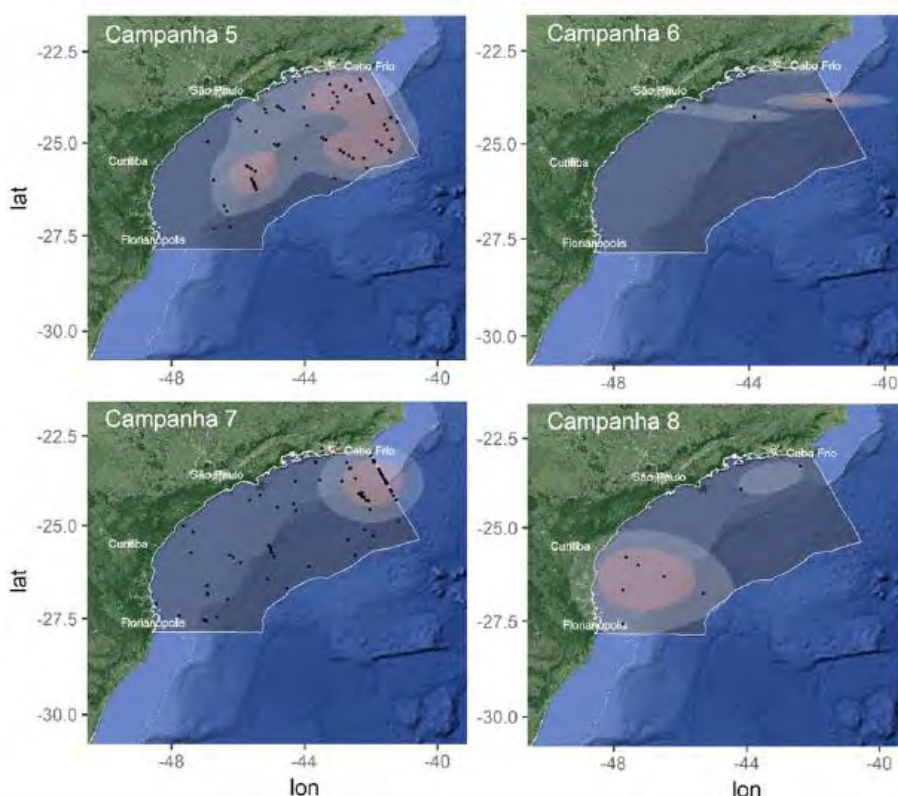 Campanha 5
-22.5
Cabo Frio
São Paulo
-25.0
Curitiba
lat
-27.5
Florianópolis
-30.0
-48
-44
-40
Campanha 6
-22.5
Cabo Frio
São Paulo
-25.0
Curitiba
-27.5
Florianópolis
-30.0
-48
-44
-40
Campanha 7
-22.5
Cabo Frio
São Paulo
-25.0
Curitiba
lat
-27.5
Florianópolis
-30.0
-48
-44
-40
lon
Campanha 8
-22.5
Cabo Frio
São Paulo
-25.0
Curitiba
-27.5
Florianópolis
-30.0
-48
-44
-40
lon